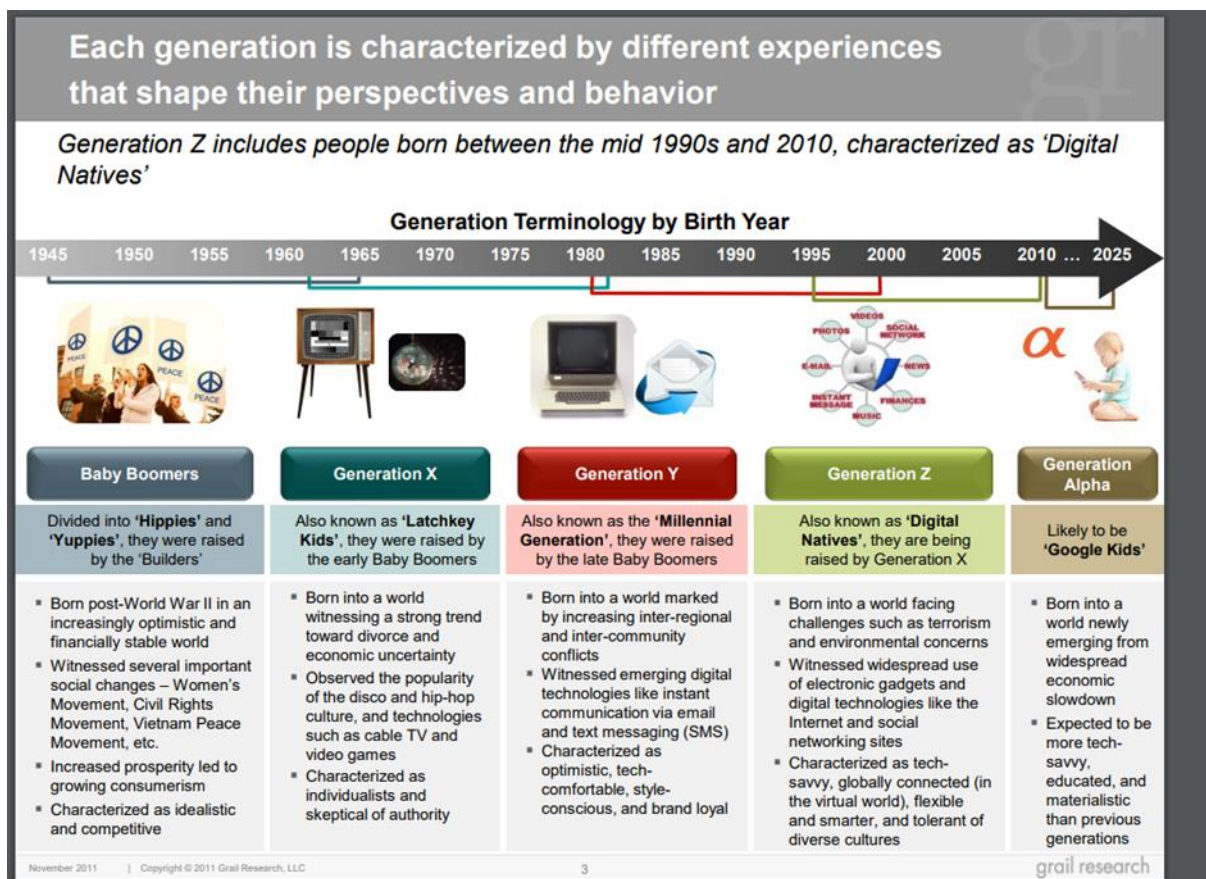 Each generation is characterized by different experiences
that shape their perspectives and behavior
gr
Generation Z includes people born between the mid 1990s and 2010, characterized as ‘Digital
Natives’
Generation Terminology by Birth Year
1945 1950 1955 1960 1965 1970 1975 1980 1985 1990 1995 2000 2005 2010 ... 2025
PEACE
PEACE
PEACE
VIDEOS
PHOTOS
SOCIAL
NETWORK
E-MAIL
NEWS
INSTANT
MESSAGE
FINANCES
MUSIC
α
Baby Boomers
Divided into ‘Hippies’ and
‘Yuppies’, they were raised
by the ‘Builders’
▪ Born post-World War II in an
increasingly optimistic and
financially stable world
▪ Witnessed several important
social changes – Women’s
Movement, Civil Rights
Movement, Vietnam Peace
Movement, etc.
▪ Increased prosperity led to
growing consumerism
▪ Characterized as idealistic
and competitive
Generation X
Also known as ‘Latchkey
Kids’, they were raised by
the early Baby Boomers
▪ Born into a world
witnessing a strong trend
toward divorce and
economic uncertainty
▪ Observed the popularity
of the disco and hip-hop
culture, and technologies
such as cable TV and
video games
▪ Characterized as
individualists and
skeptical of authority
Generation Y
Also known as the ‘Millennial
Generation’, they were raised
by the late Baby Boomers
▪ Born into a world marked
by increasing inter-regional
and inter-community
conflicts
▪ Witnessed emerging digital
technologies like instant
communication via email
and text messaging (SMS)
▪ Characterized as
optimistic, tech-
comfortable, style-
conscious, and brand loyal
Generation Z
Also known as ‘Digital
Natives’, they are being
raised by Generation X
▪ Born into a world facing
challenges such as terrorism
and environmental concerns
▪ Witnessed widespread use
of electronic gadgets and
digital technologies like the
Internet and social
networking sites
▪ Characterized as tech-
savvy, globally connected (in
the virtual world), flexible
and smarter, and tolerant of
diverse cultures
Generation
Alpha
Likely to be
‘Google Kids’
▪ Born into a
world newly
emerging from
widespread
economic
slowdown
▪ Expected to be
more tech-
savvy,
educated, and
materialistic
than previous
generations
November 2011 | Copyright © 2011 Grail Research, LLC
3
grail research